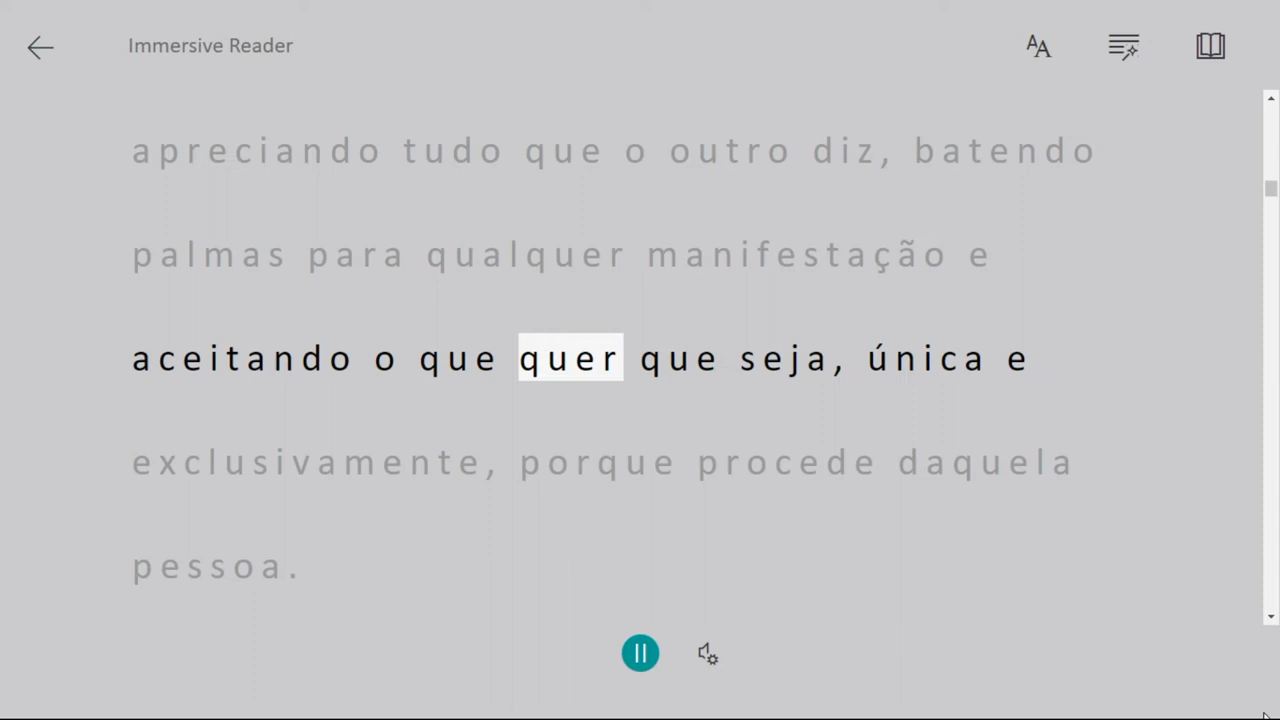 Immersive Reader
apreciando tudo que o outro diz, batendo
palmas para qualquer manifestação e
aceitando o que quer que seja, única e
exclusivamente, porque procede daquela
pessoa.